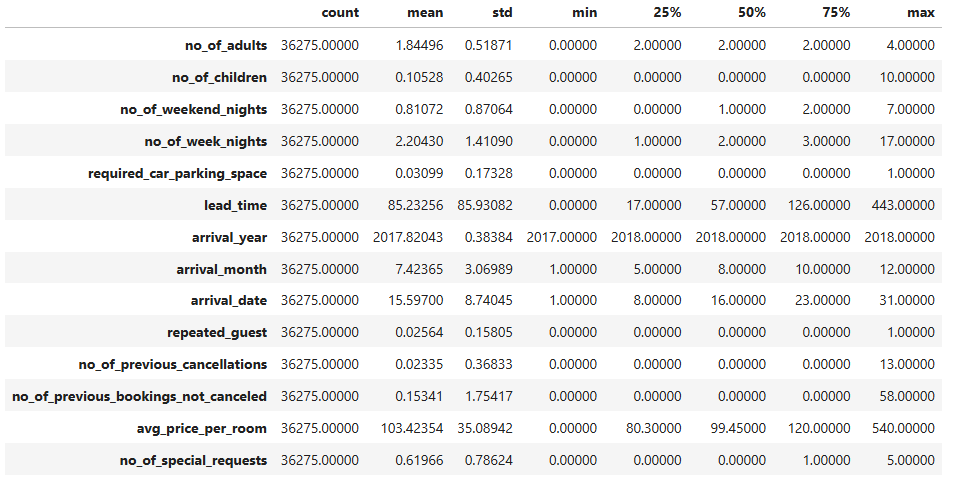 count mean std min 25% 50% 75% max
no_of_adults 36275.00000 1.84496 0.51871 0.00000 2.00000 2.00000 2.00000 4.00000
no_of_children 36275.00000 0.10528 0.40265 0.00000 0.00000 0.00000 0.00000 10.00000
no_of_weekend_nights 36275.00000 0.81072 0.87064 0.00000 0.00000 1.00000 2.00000 7.00000
no_of_week_nights 36275.00000 2.20430 1.41090 0.00000 1.00000 2.00000 3.00000 17.00000
required_car_parking_space 36275.00000 0.03099 0.17328 0.00000 0.00000 0.00000 0.00000 1.00000
lead_time 36275.00000 85.23256 85.93082 0.00000 17.00000 57.00000 126.00000 443.00000
arrival_year 36275.00000 2017.82043 0.38384 2017.00000 2018.00000 2018.00000 2018.00000 2018.00000
arrival_month 36275.00000 7.42365 3.06989 1.00000 5.00000 8.00000 10.00000 12.00000
arrival_date 36275.00000 15.59700 8.74045 1.00000 8.00000 16.00000 23.00000 31.00000
repeated_guest 36275.00000 0.02564 0.15805 0.00000 0.00000 0.00000 0.00000 1.00000
no_of_previous_cancellations 36275.00000 0.02335 0.36833 0.00000 0.00000 0.00000 0.00000 13.00000
no_of_previous_bookings_not_canceled 36275.00000 0.15341 1.75417 0.00000 0.00000 0.00000 0.00000 58.00000
avg_price_per_room 36275.00000 103.42354 35.08942 0.00000 80.30000 99.45000 120.00000 540.00000
no_of_special_requests 36275.00000 0.61966 0.78624 0.00000 0.00000 0.00000 1.00000 5.00000